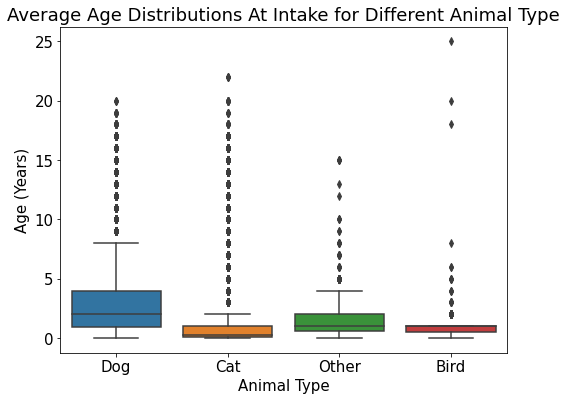 Average Age Distributions At Intake for Different Animal Type
25
20
15
10
5
0
Age (Years)
Dog Cat Other Bird
Animal Type